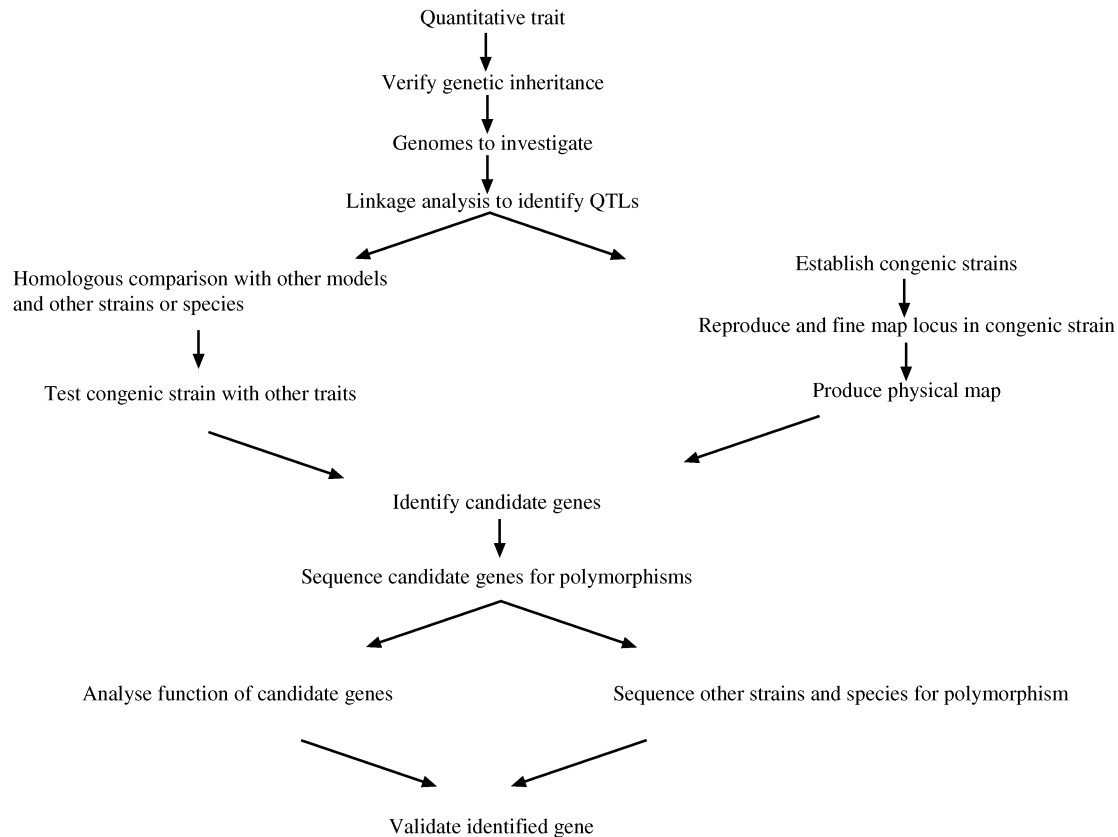 Quantitative trait
Verify genetic inheritance
Genomes to investigate
Linkage analysis to identify QTLs
Homologous comparison with other models
and other strains or species
Test congenic strain with other traits
Establish congenic strains
Reproduce and fine map locus in congenic strain
Produce physical map
Identify candidate genes
Sequence candidate genes for polymorphisms
Analyse function of candidate genes
Sequence other strains and species for polymorphism
Validate identified gene